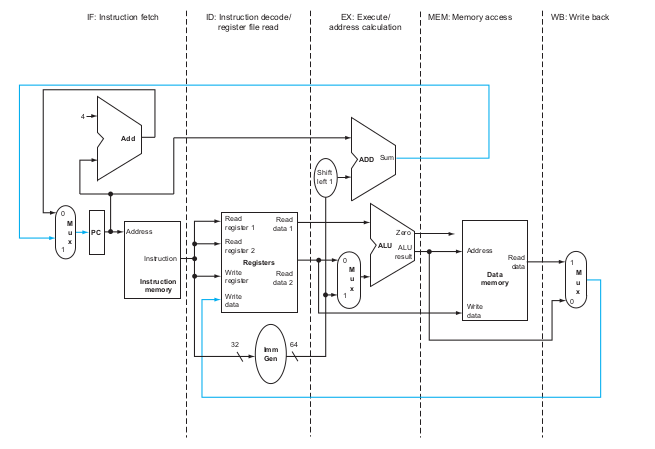 IF: Instruction fetch
ID: Instruction decode/
register file read
EX: Execute/
address calculation
MEM: Memory access
WB: Write back
4
Add
ADD
Sum
Shift
left 1
0
M
u
x
1
PC
Address
Instruction
Instruction
memory
Read
register 1
Read
register 2
Registers
Write
register
Write
data
Read
data 1
Read
data 2
0
M
u
x
1
ALU
Zero
ALU
result
Address
Read
data
Data
memory
Write
data
1
M
u
x
0
32
Imm
Gen
64